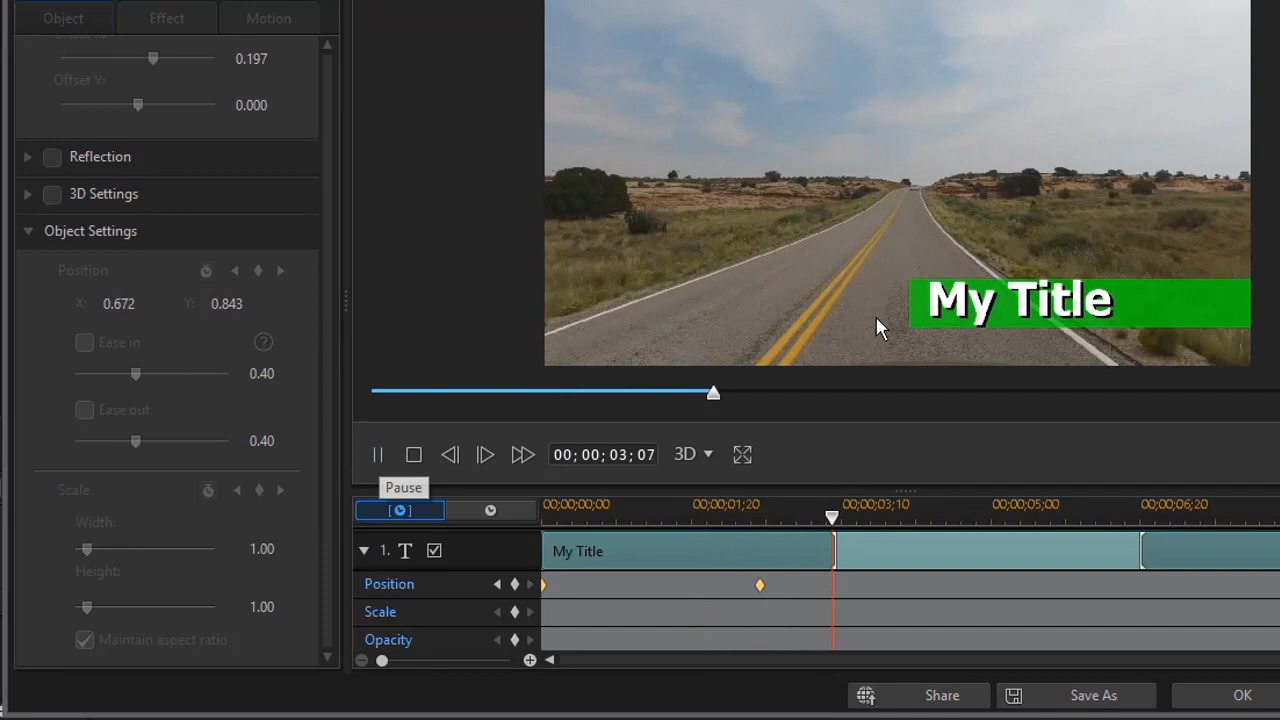 Object Effect Motion
0.197
Offset Y:
0.000
Reflection
3D Settings
Object Settings
Position
X: 0.672 Y: 0.843
Ease in ?
0.40
Ease out
0.40
Scale
Width:
1.00
Height:
1.00
Maintain aspect ratio
My Title
00;00;03;07 3D
Pause
00;00;00;00 00;00;01;20 00;00;03;10 00;00;05;00 00;00;06;20
1. T My Title
Position
Scale
Opacity
Share Save As OK